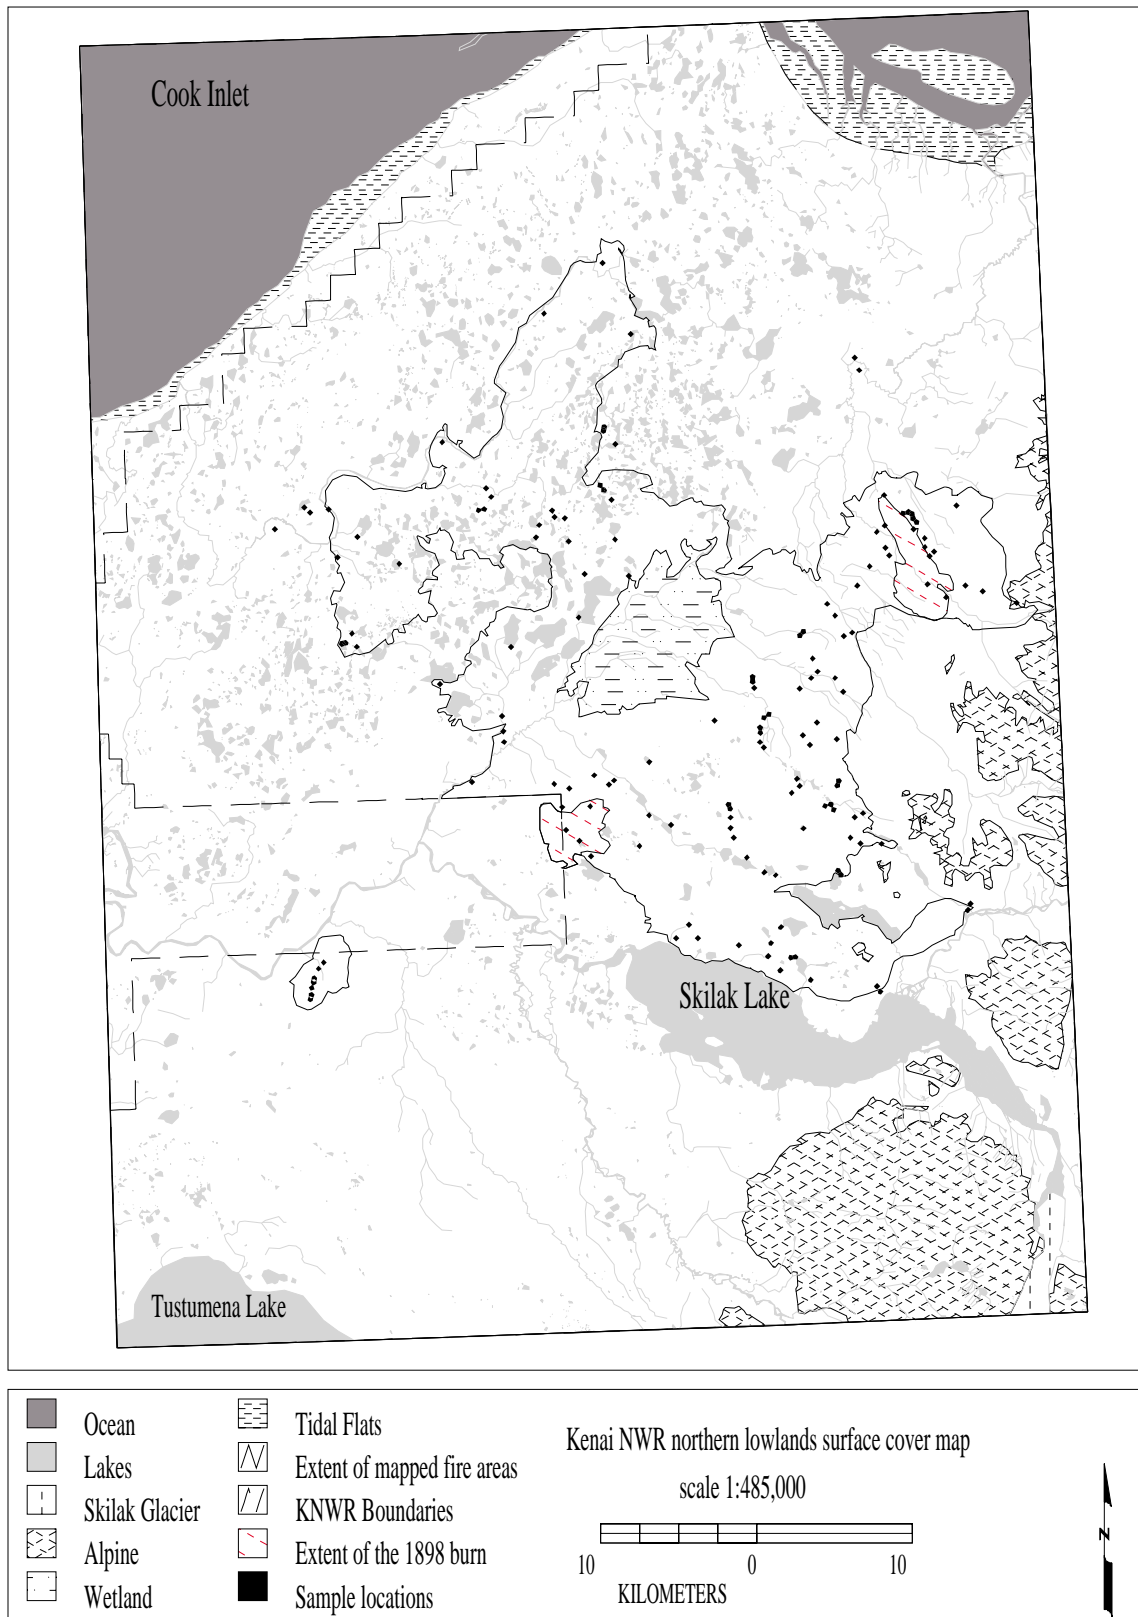 Cook Inlet
Skilak Lake
Tustumena Lake
Ocean
Lakes
Skilak Glacier
Alpine
Wetland
Tidal Flats
Extent of mapped fire areas
KNWR Boundaries
Extent of the 1898 burn
Sample locations
Kenai NWR northern lowlands surface cover map
scale 1:485,000
10 0 10
KILOMETERS
N